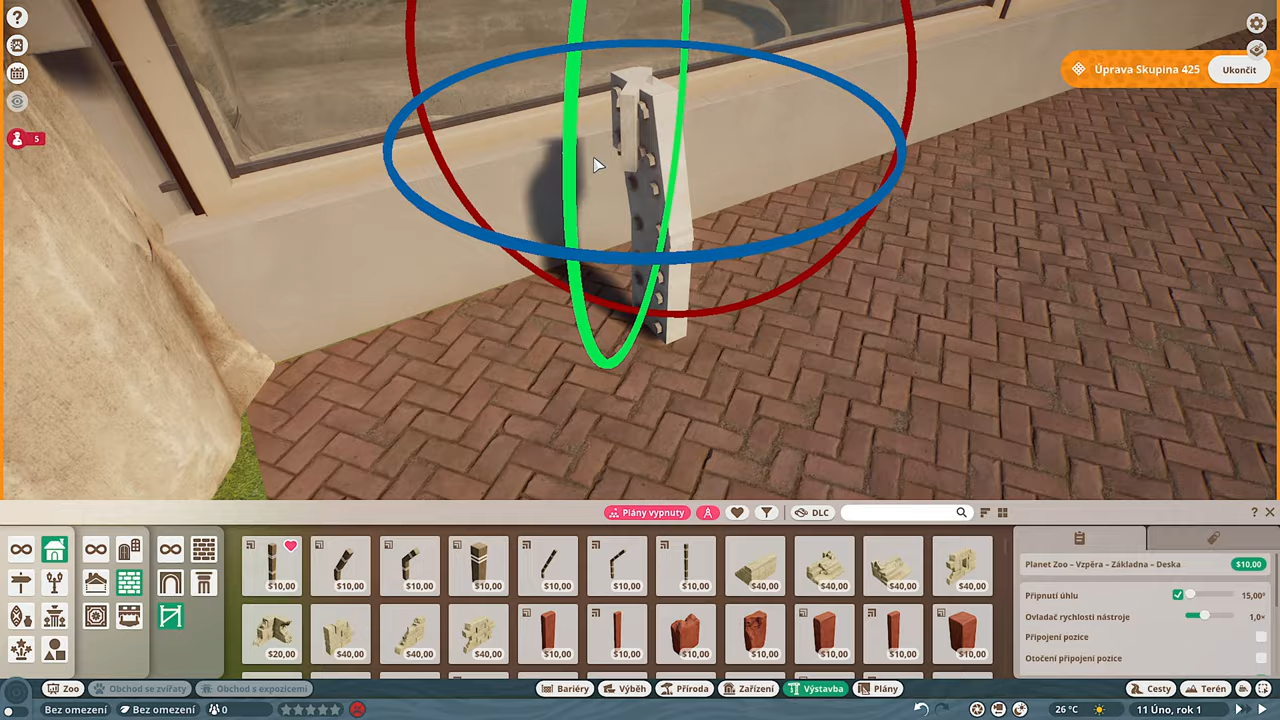 ?
Úprava Skupina 425
Ukončit
5
Plány vypnuty
DLC
?
$10,00
$10,00
$10,00
$10,00
$10,00
$10,00
$10,00
$40,00
$40,00
$40,00
$40,00
$20,00
$40,00
$40,00
$40,00
$10,00
$10,00
$10,00
$10,00
$10,00
$10,00
$10,00
Planet Zoo – Vzpěra – Základna – Deska
$10,00
Připnutí úhlu
15,00°
Ovladač rychlosti nástroje
1,0×
Připojení pozice
Otočení připojení pozice
Zoo
Obchod se zvířaty
Obchod s expozicemi
Bariéry
Výběh
Příroda
Zařízení
Výstavba
Plány
Cesty
Terén
Bez omezení
Bez omezení
0
26 °C
11 Úno, rok 1